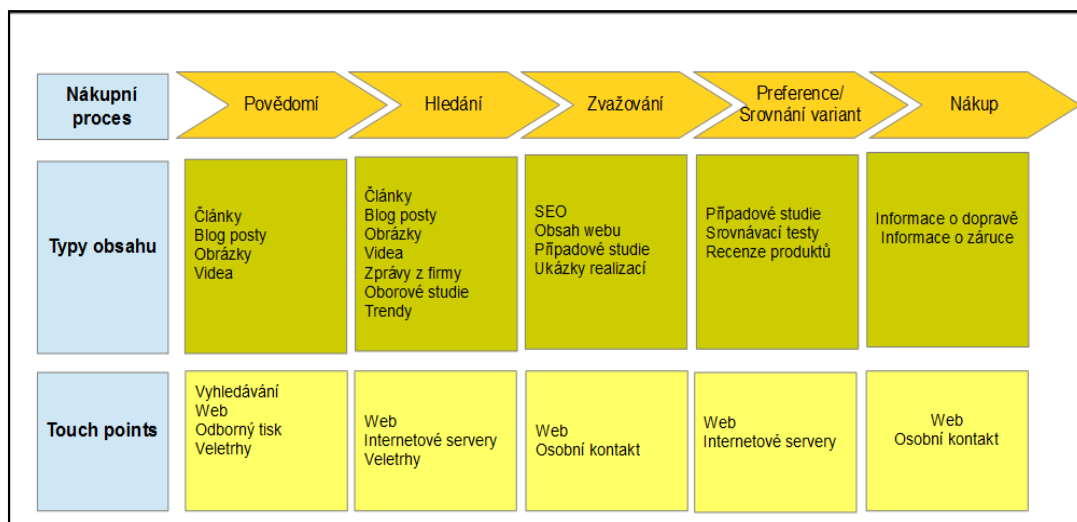 Nákupní
proces
Povědomí
Hledání
Zvažování
Preference/
Srovnání variant
Nákup
Typy obsahu
Články
Blog posty
Obrázky
Videa
Články
Blog posty
Obrázky
Videa
Zprávy z firmy
Oborové studie
Trendy
SEO
Obsah webu
Případové studie
Ukázky realizací
Případové studie
Srovnávací testy
Recenze produktů
Informace o dopravě
Informace o záruce
Touch points
Vyhledávání
Web
Odborný tisk
Veletrhy
Web
Internetové servery
Veletrhy
Web
Osobní kontakt
Web
Internetové servery
Web
Osobní kontakt